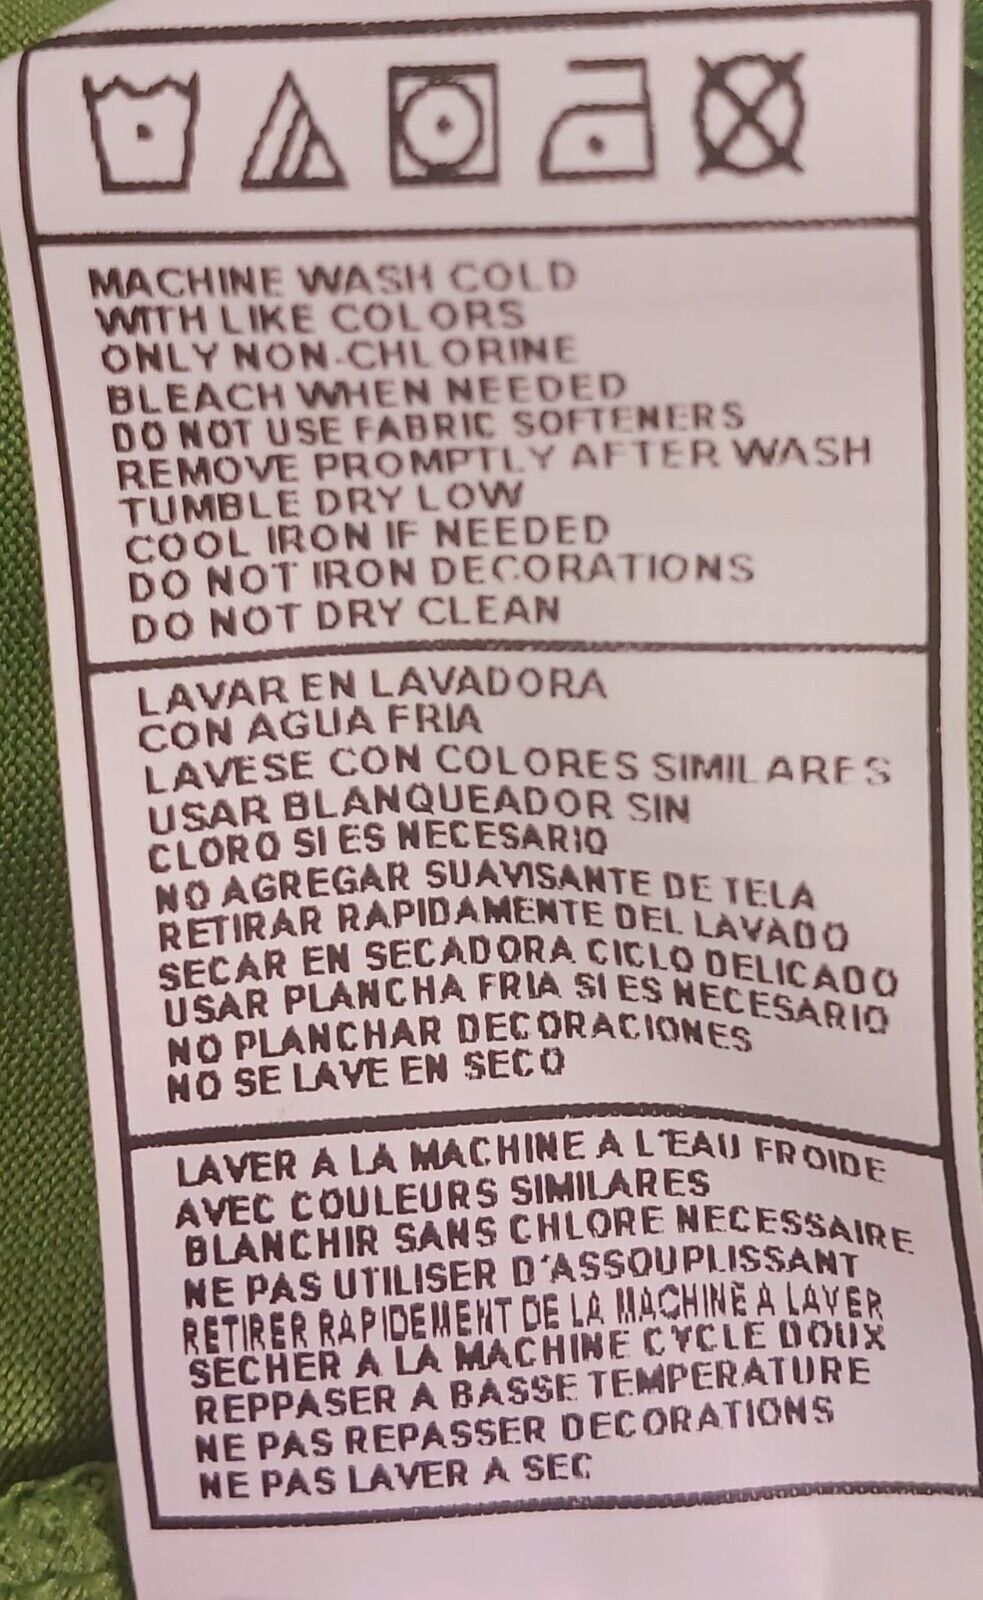 MACHINE WASH COLD
WITH LIKE COLORS
ONLY NON-CHLORINE
BLEACH WHEN NEEDED
DO NOT USE FABRIC SOFTENERS
REMOVE PROMPTLY AFTER WASH
TUMBLE DRY LOW
COOL IRON IF NEEDED
DO NOT IRON DECORATIONS
DO NOT DRY CLEAN
LAVAR EN LAVADORA
CON AGUA FRIA
LAVESE CON COLORES SIMILARES
USAR BLANQUEADOR SIN
CLORO SI ES NECESARIO
NO AGREGAR SUAVISANTE DE TELA
RETIRAR RAPIDAMENTE DEL LAVADO
SECAR EN SECADORA CICLO DELICADO
USAR PLANCHA FRIA SI ES NECESARIO
NO PLANCHAR DECORACIONES
NO SE LAVE EN SECO
LAVER A LA MACHINE A L'EAU FROIDE
AVEC COULEURS SIMILARES
BLANCHIR SANS CHLORE NECESSAIRE
NE PAS UTILISER D'ASSOUPLISSANT
RETIRER RAPIDEMENT DE LA MACHINE A LAVER
SECHER A LA MACHINE CYCLE DOUX
REPPASER A BASSE TEMPERATURE
NE PAS REPASSER DECORATIONS
NE PAS LAVER A SEC